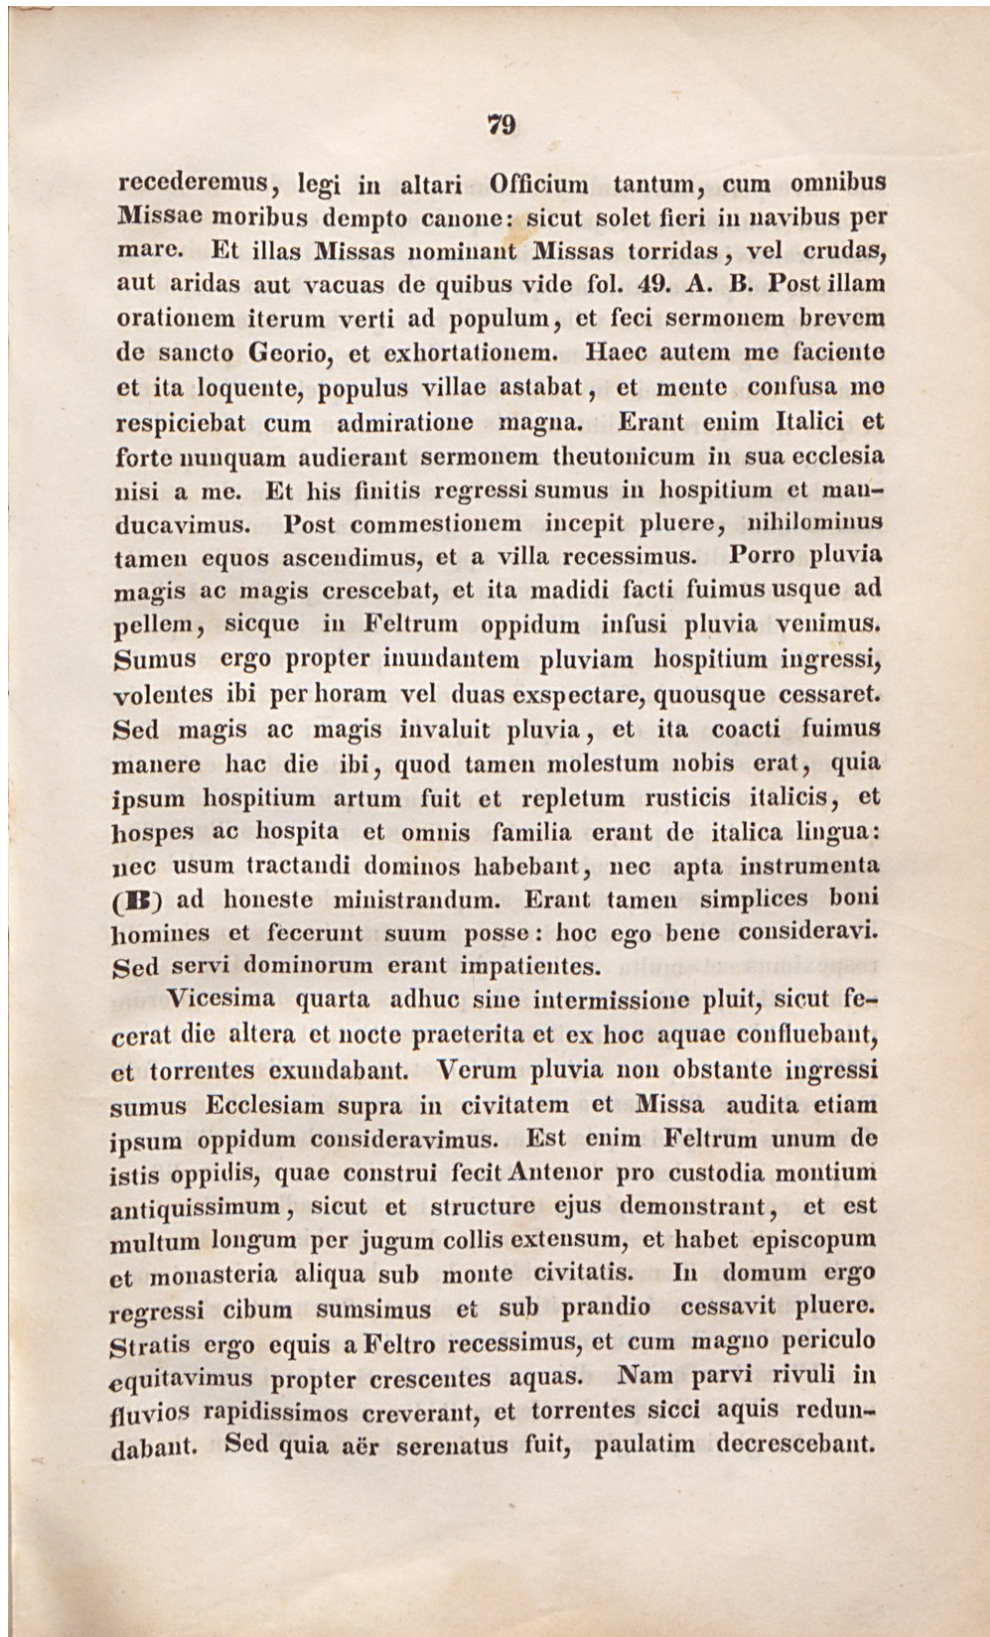 79
recederemus, legi in altari Officium tantum, cum omnibus
Missae moribus dempto canone: sicut solet fieri in navibus per
mare. Et illas Missas nominant Missas torridas, vel crudas,
aut aridas aut vacuas de quibus vide fol. 49. A. B. Post illam
orationem iterum verti ad populum, et feci sermonem brevem
de sancto Georio, et exhortationem. Haec autem me faciente
et ita loquente, populus villae astabat, et mente confusa me
respiciebat cum admiratione magna. Erant enim Italici et
forte nunquam audierant sermonem theutonicum in sua ecclesia
nisi a me. Et his finitis regressi sumus in hospitium et man-
ducavimus. Post commestionem incepit pluere, nihilominus
tamen equos ascendimus, et a villa recessimus. Porro pluvia
magis ac magis crescebat, et ita madidi facti fuimus usque ad
pellem, sicque in Feltrum oppidum infusi pluvia venimus.
Sumus ergo propter inundantem pluviam hospitium ingressi,
volentes ibi per horam vel duas exspectare, quousque cessaret.
Sed magis ac magis invaluit pluvia, et ita coacti fuimus
manere hac die ibi, quod tamen molestum nobis erat, quia
ipsum hospitium artum fuit et repletum rusticis italicis, et
hospes ac hospita et omnis familia erant de italica lingua:
nec usum tractandi dominos habebant, nec apta instrumenta
(B) ad honeste ministrandum. Erant tamen simplices boni
homines et fecerunt suum posse: hoc ego bene consideravi.
Sed servi dominorum erant impatientes.
Vicesima quarta adhuc sine intermissione pluit, sicut fe-
cerat die altera et nocte praeterita et ex hoc aquae confluebant,
et torrentes exundabant. Verum pluvia non obstante ingressi
sumus Ecclesiam supra in civitatem et Missa audita etiam
ipsum oppidum consideravimus. Est enim Feltrum unum de
istis oppidis, quae construi fecit Antenor pro custodia montium
antiquissimum, sicut et structure ejus demonstrant, et est
multum longum per jugum collis extensum, et habet episcopum
et monasteria aliqua sub monte civitatis. In domum ergo
regressi cibum sumsimus et sub prandio cessavit pluere.
Stratis ergo equis a Feltro recessimus, et cum magno periculo
equitavimus propter crescentes aquas. Nam parvi rivuli in
fluvios rapidissimos creverant, et torrentes sicci aquis redun-
dabant. Sed quia aër serenatus fuit, paulatim decrescebant.